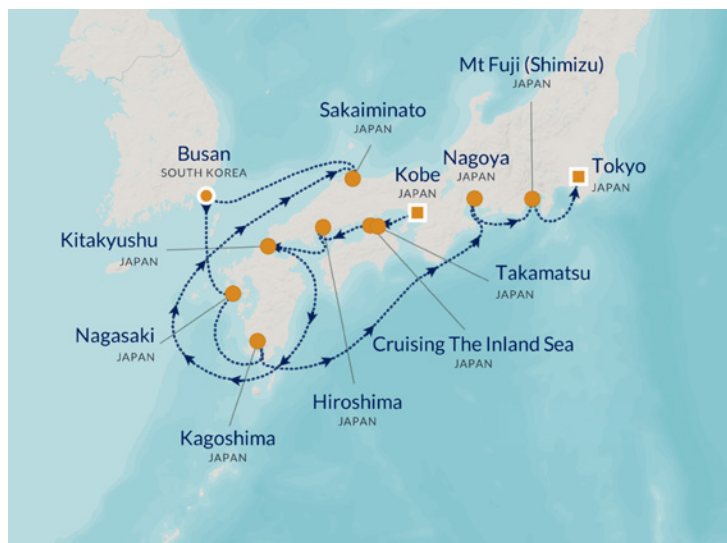 Mt Fuji (Shimizu)
JAPAN
Sakaiminato
JAPAN
Busan
SOUTH KOREA
Kobe
JAPAN
Nagoya
JAPAN
Tokyo
JAPAN
Kitakyushu
JAPAN
Takamatsu
JAPAN
Nagasaki
JAPAN
Cruising The Inland Sea
JAPAN
Hiroshima
JAPAN
Kagoshima
JAPAN